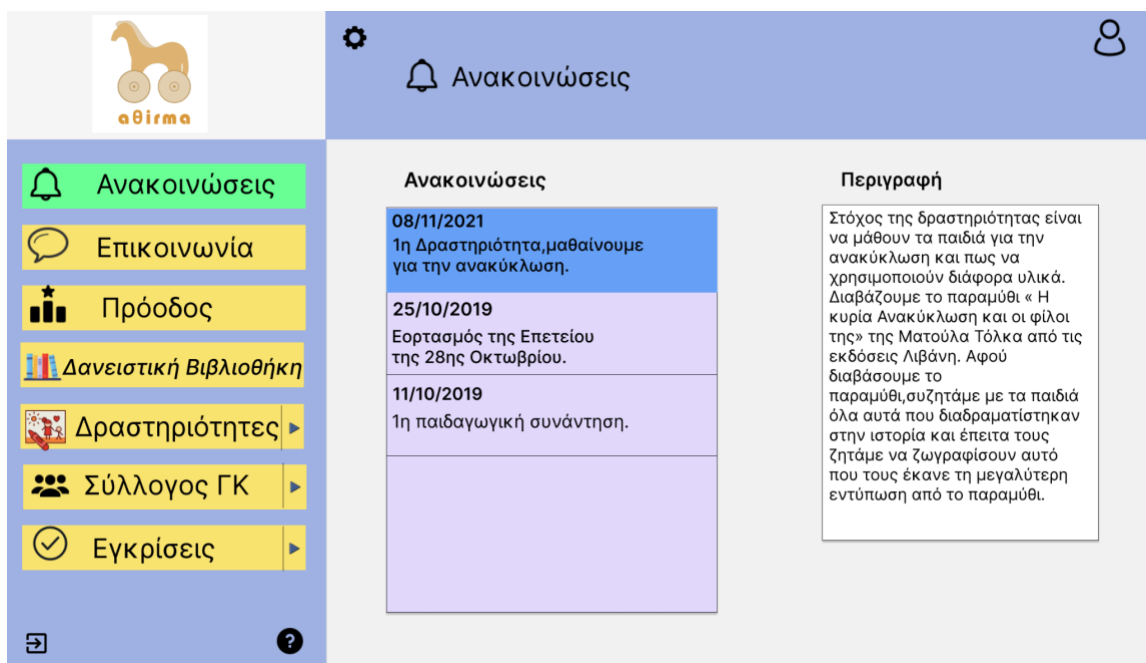 aθirma
Ανακοινώσεις
Ανακοινώσεις
Επικοινωνία
Πρόοδος
Δανειστική Βιβλιοθήκη
Δραστηριότητες
Σύλλογος ΓΚ
Εγκρίσεις
?
Ανακοινώσεις
08/11/2021
1η Δραστηριότητα,μαθαίνουμε
για την ανακύκλωση.
25/10/2019
Εορτασμός της Επετείου
της 28ης Οκτωβρίου.
11/10/2019
1η παιδαγωγική συνάντηση.
Περιγραφή
Στόχος της δραστηριότητας είναι
να μάθουν τα παιδιά για την
ανακύκλωση και πως να
χρησιμοποιούν διάφορα υλικά.
Διαβάζουμε το παραμύθι « Η
κυρία Ανακύκλωση και οι φίλοι
της» της Ματούλα Τόλκα από τις
εκδόσεις Λιβάνη. Αφού
διαβάσουμε το
παραμύθι,συζητάμε με τα παιδιά
όλα αυτά που διαδραματίστηκαν
στην ιστορία και έπειτα τους
ζητάμε να ζωγραφίσουν αυτό
που τους έκανε τη μεγαλύτερη
εντύπωση από το παραμύθι.